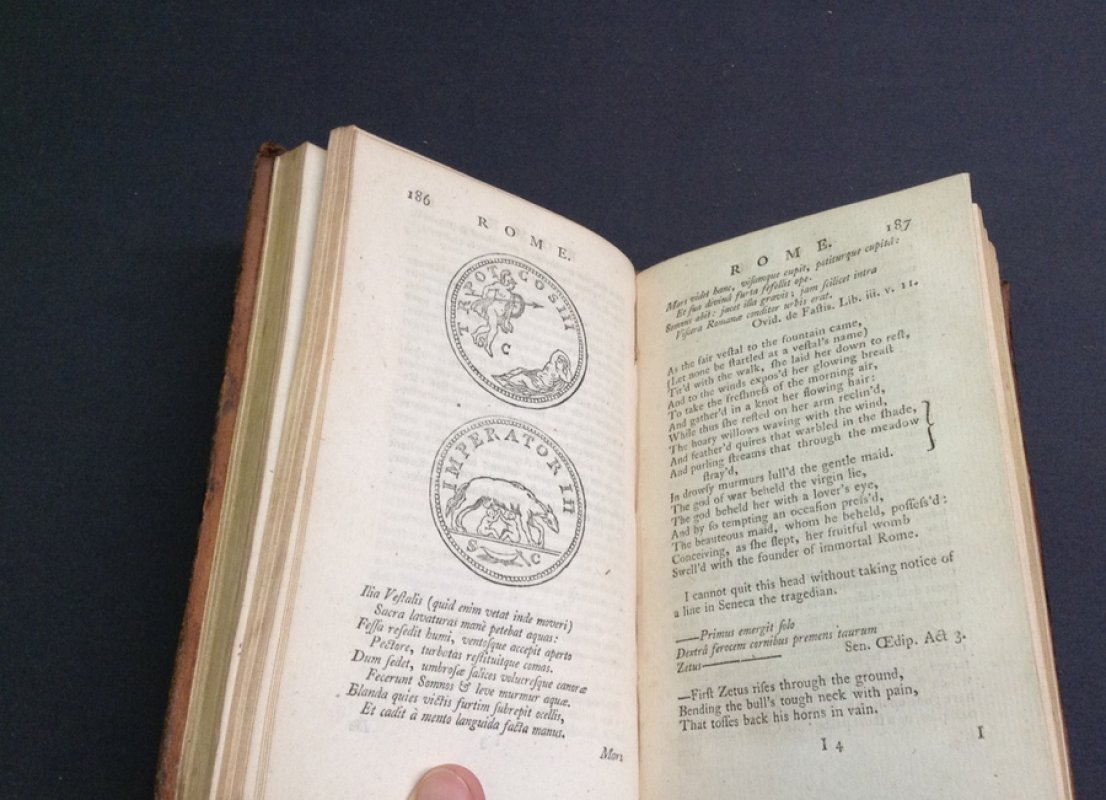 186
ROME.
TR POT COS III
S C
IMPERATOR II
S C
Ilia Veſtalis (quid enim vetat inde moveri)
Sacra lavaturas manè petebat aquas:
Feſſa reſedit humi, ventoſque accepit aperto
Pectore, turbatas reſtituitque comas.
Dum ſedet, umbroſæ ſalices volucreſque canoræ
Fecerunt Somnos & leve murmur aquæ.
Blanda quies victis furtim ſubrepit ocellis,
Et cadit à mento languida facta manus.
Mars
187
ROME.
Mars videt hanc, viſamque cupit, potiturque cupitâ:
Et ſua divinâ furta fefellit ope.
Somnus abit: jacet illa gravis; jam ſcilicet intra
Viſcera Romanæ conditor urbis erat.
Ovid. de Faſtis. Lib. iii. v. 11.
As the fair veſtal to the fountain came,
(Let none be ſtartled at a veſtal's name)
Tir'd with the walk, ſhe laid her down to reſt,
And to the winds expos'd her glowing breaſt
To take the freſhneſs of the morning air,
And gather'd in a knot her flowing hair:
While thus ſhe reſted on her arm reclin'd,
The hoary willows waving with the wind,
And feather'd quires that warbled in the ſhade,
And purling ſtreams that through the meadow
ſtray'd,
In drowſy murmurs lull'd the gentle maid.
The god of war beheld the virgin lie,
The god beheld her with a lover's eye,
And by ſo tempting an occaſion preſs'd,
The beauteous maid, whom he beheld, poſſeſs'd:
Conceiving, as ſhe ſlept, her fruitful womb
Swell'd with the founder of immortal Rome.
I cannot quit this head without taking notice of
a line in Seneca the tragedian.
——Primus emergit ſolo
Dextrâ ferocem cornibus premens taurum
Zetus————
Sen. Œdip. Act 3.
—Firſt Zetus riſes through the ground,
Bending the bull's tough neck with pain,
That toſſes back his horns in vain.
I 4
I